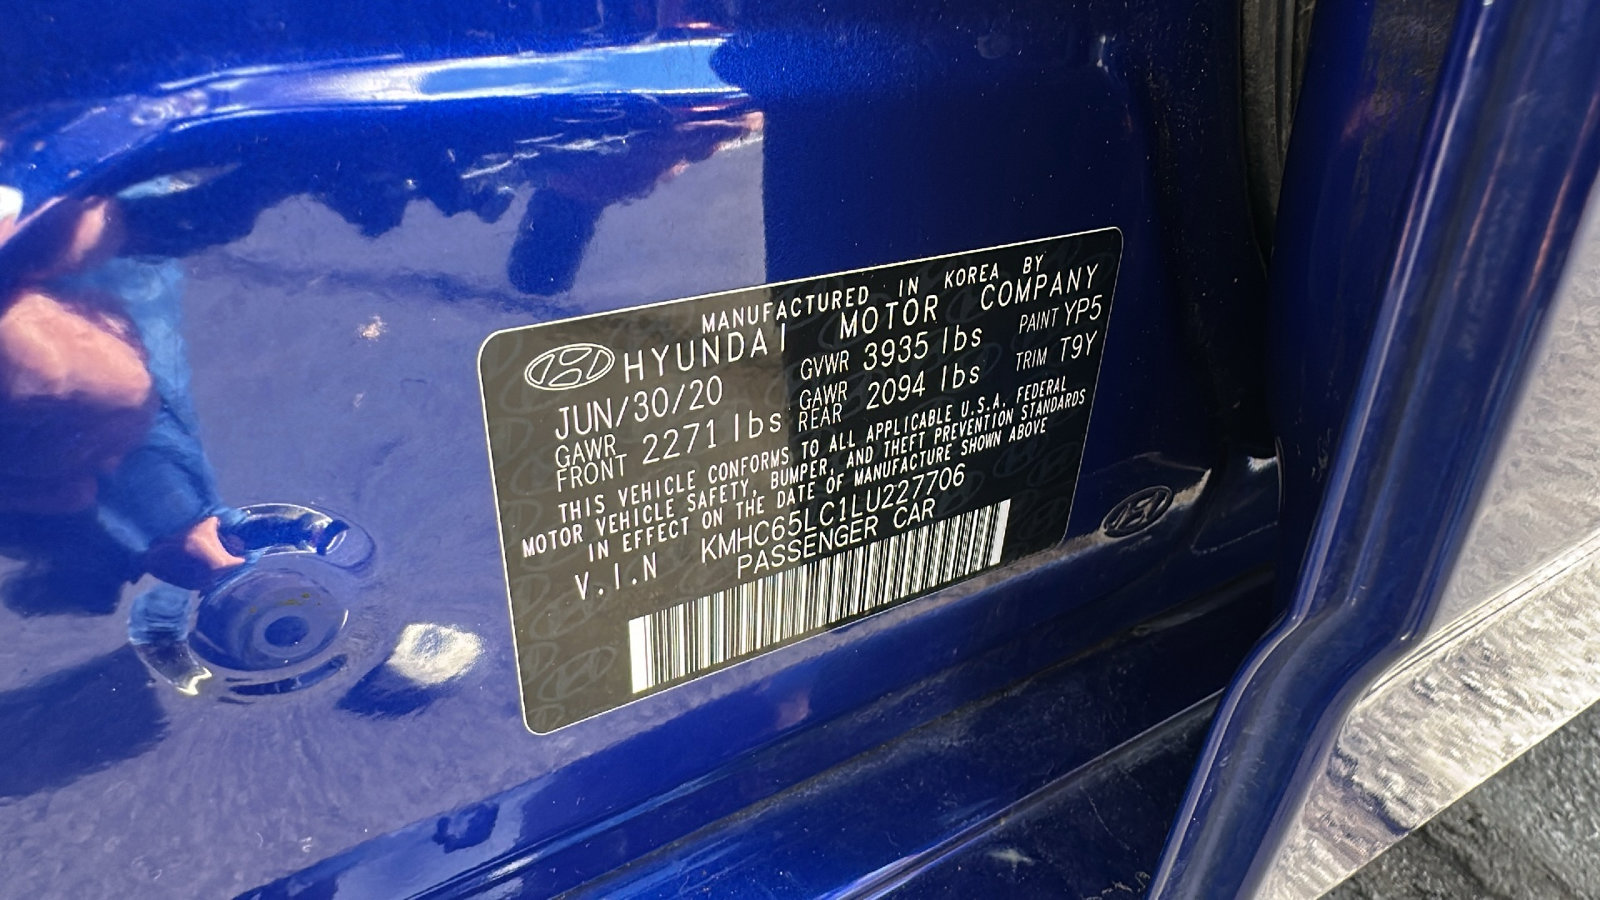 MANUFACTURED IN KOREA BY
HYUNDAI MOTOR COMPANY
JUN/30/20 GVWR 3935 lbs PAINT YP5
GAWR FRONT 2271 lbs GAWR REAR 2094 lbs TRIM T9Y
THIS VEHICLE CONFORMS TO ALL APPLICABLE U.S.A. FEDERAL
MOTOR VEHICLE SAFETY, BUMPER, AND THEFT PREVENTION STANDARDS
IN EFFECT ON THE DATE OF MANUFACTURE SHOWN ABOVE
V.I.N KMHC65LC1LU227706
PASSENGER CAR